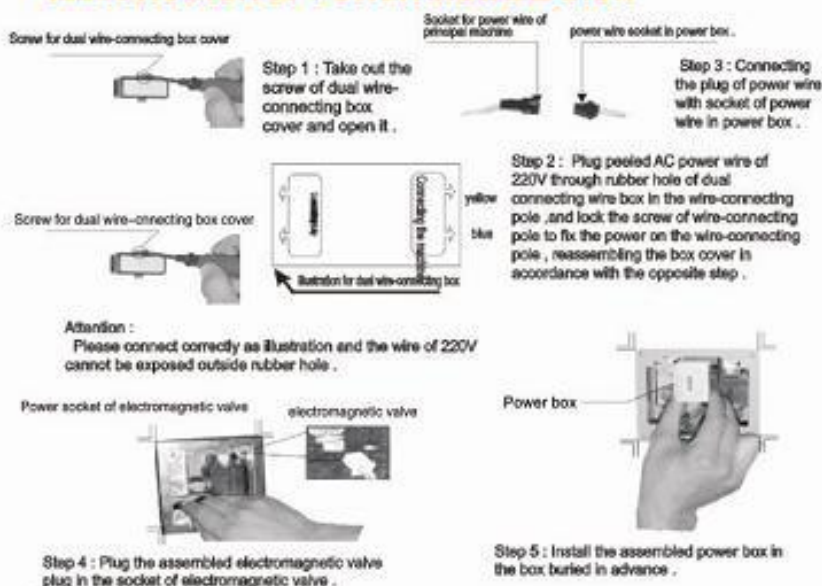 Screw for dual wire-connecting box cover
Step 1 : Take out the
screw of dual wire-
connecting box
cover and open it .
Socket for power wire of
principal machine
power wire socket in power box .
Step 3 : Connecting
the plug of power wire
with socket of power
wire in power box .
Screw for dual wire-onnecting box cover
Connecting the machine
yellow
blue
Illustration for dual wire-connecting box
Step 2 : Plug peeled AC power wire of
220V through rubber hole of dual
connecting wire box in the wire-connecting
pole ,and lock the screw of wire-connecting
pole to fix the power on the wire-connecting
pole , reassembling the box cover in
accordance with the opposite step .
Attention :
Please connect correctly as illustration and the wire of 220V
cannot be exposed outside rubber hole .
Power socket of electromagnetic valve
electromagnetic valve
Step 4 : Plug the assembled electromagnetic valve
plug in the socket of electromagnetic valve .
Power box
Step 5 : Install the assembled power box in
the box buried in advance .